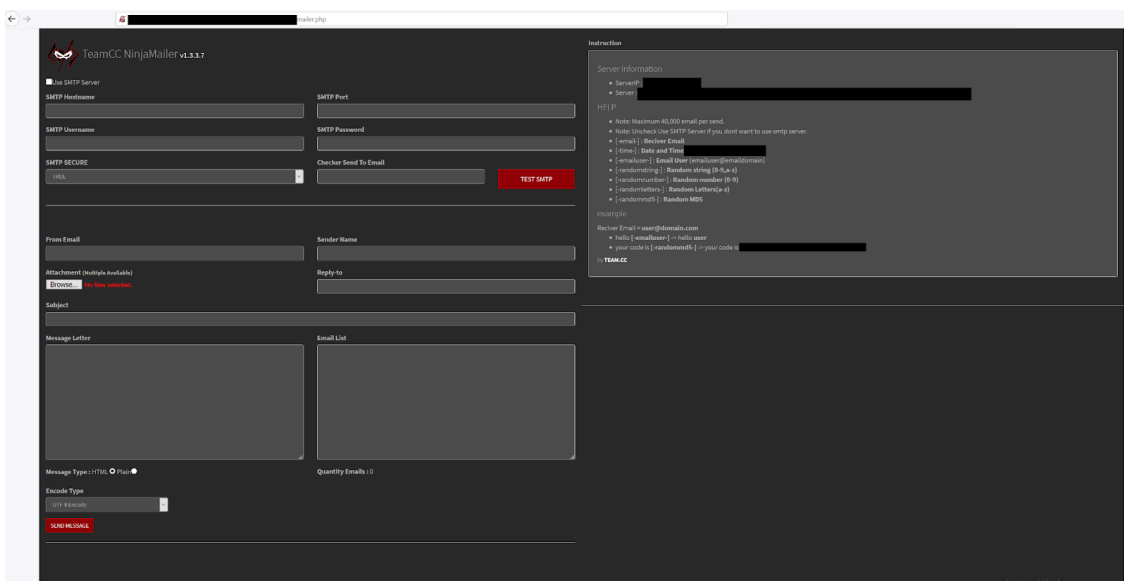 mailer.php
TeamCC NinjaMailer v1.3.3.7
Use SMTP Server
SMTP Hostname
SMTP Port
SMTP Username
SMTP Password
SMTP SECURE
Checker Send To Email
TEST SMTP
From Email
Sender Name
Attachment (Multiple Available)
Reply-to
Browse... No files selected.
Subject
Message Letter
Email List
Message Type : HTML Plain
Quantity Emails : 0
Encode Type
UTF 8 Encode
SEND MESSAGE
Instruction
Server Information
ServerIP :
Server :
HELP
Note: Maximum 40,000 email per send.
Note: Uncheck Use SMTP Server if you dont want to use smtp server.
[-email-] : Reciver Email
[-time-] : Date and Time
[-emailuser-] : Email User (emailuser@emaildomain)
[-randomstring-] : Random string (0-9,a-z)
[-randomnumber-] : Random number (0-9)
[-randomletters-] : Random Letters(a-z)
[-randommd5-] : Random MD5
example
Reciver Email = user@domain.com
hello [-emailuser-] -> hello user
your code is [-randommd5-] -> your code is
by TEAM.CC